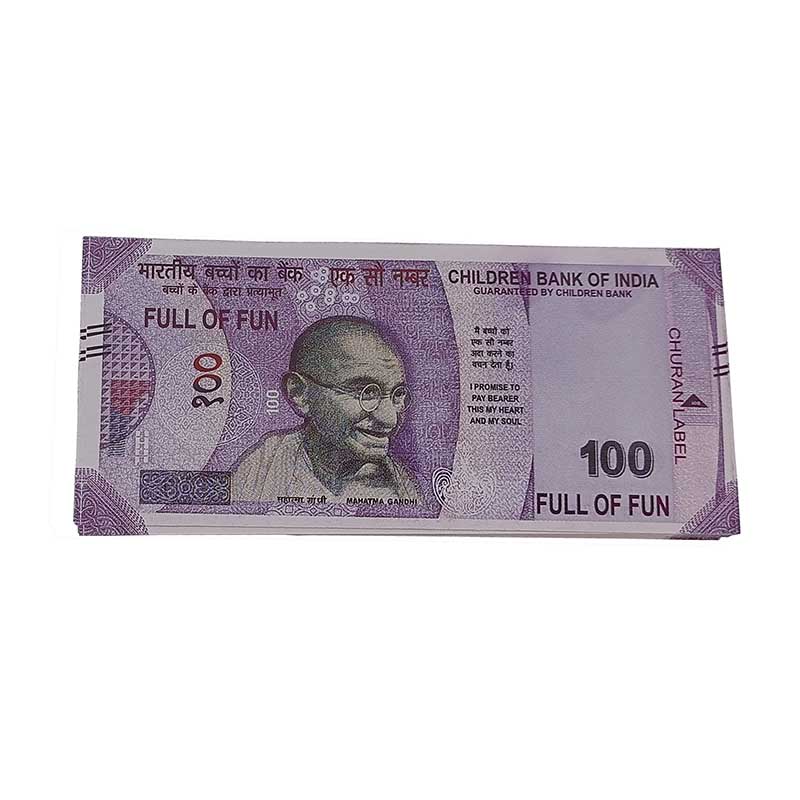 भारतीय बच्चों का बैंक
बच्चों के बैंक द्वारा प्रत्याभूत
एक सौ नम्बर
CHILDREN BANK OF INDIA
GUARANTEED BY CHILDREN BANK
FULL OF FUN
१००
100
मै बच्चों को
एक सौ नम्बर
अदा करने का
वचन देता हूँ।
I PROMISE TO
PAY BEARER
THIS MY HEART
AND MY SOUL
CHURAN LABEL
100
FULL OF FUN
महात्मा गांधी
MAHATMA GANDHI